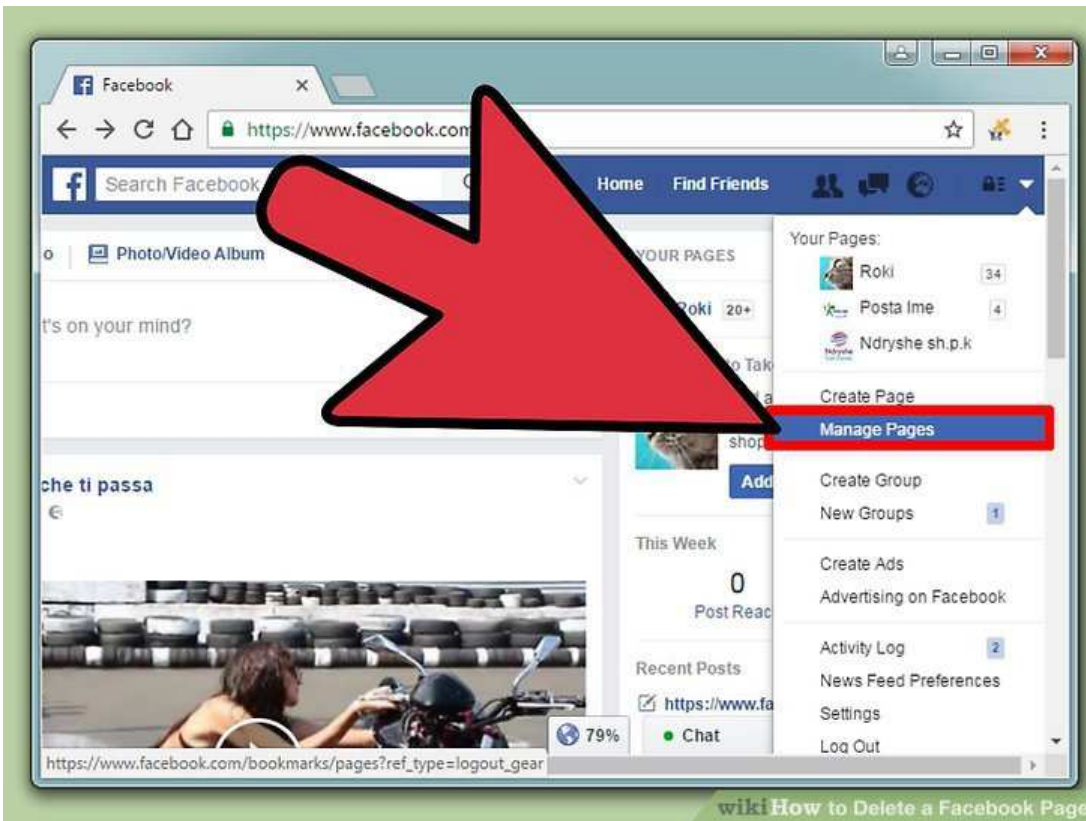 Facebook
https://www.facebook.com
f Search Facebook
Home Find Friends
o Photo/Video Album
t's on your mind?
che ti passa
YOUR PAGES
Roki 20+
o Tak
shop
Add
This Week
0
Post Reac
Recent Posts
https://www.fa
79%
Chat
Your Pages:
Roki 34
Posta Ime 4
Ndryshe sh.p.k
Create Page
Manage Pages
Create Group
New Groups 1
Create Ads
Advertising on Facebook
Activity Log 2
News Feed Preferences
Settings
Log Out
https://www.facebook.com/bookmarks/pages?ref_type=logout_gear
wikiHow to Delete a Facebook Page